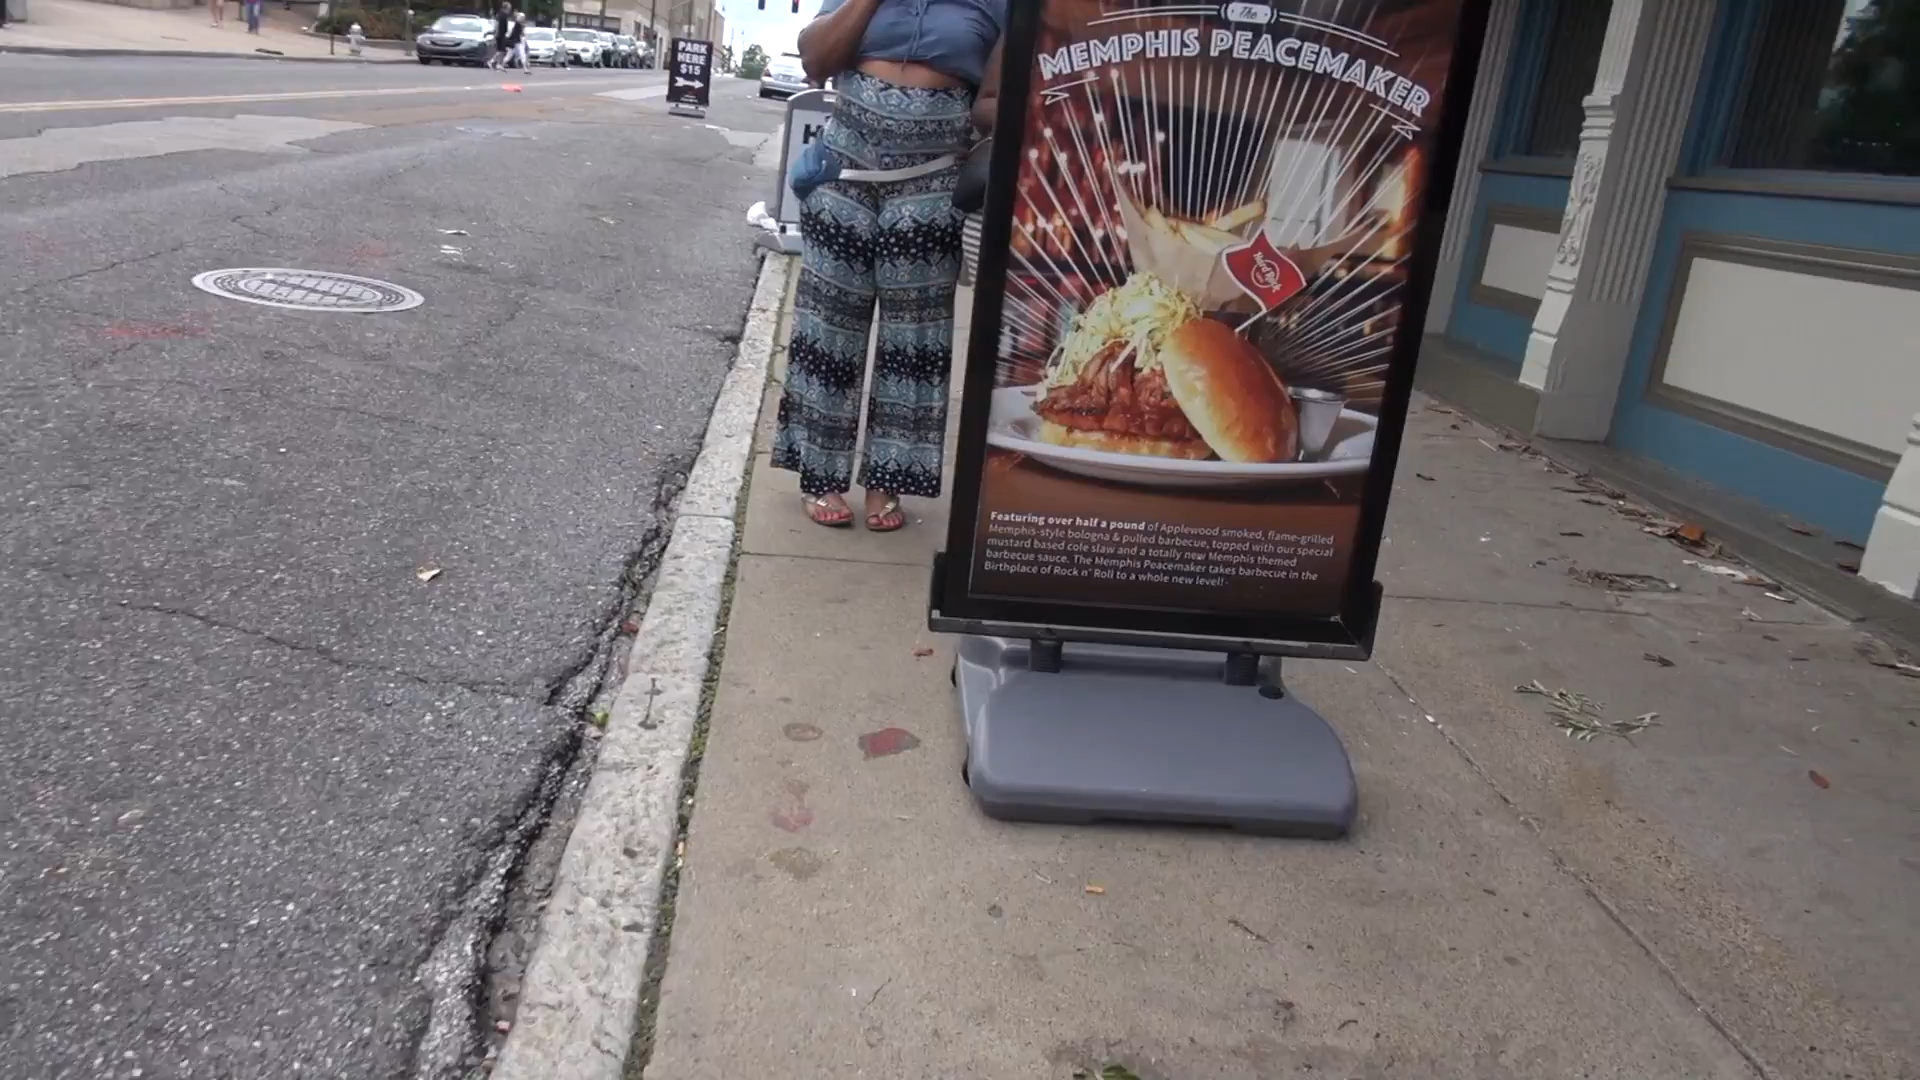 PARK
HERE
$15
H
The
MEMPHIS PEACEMAKER
Hard Rock
Featuring over half a pound of Applewood smoked, flame-grilled
Memphis-style bologna & pulled barbecue, topped with our special
mustard based cole slaw and a totally new Memphis themed
barbecue sauce. The Memphis Peacemaker takes barbecue in the
Birthplace of Rock n' Roll to a whole new level!